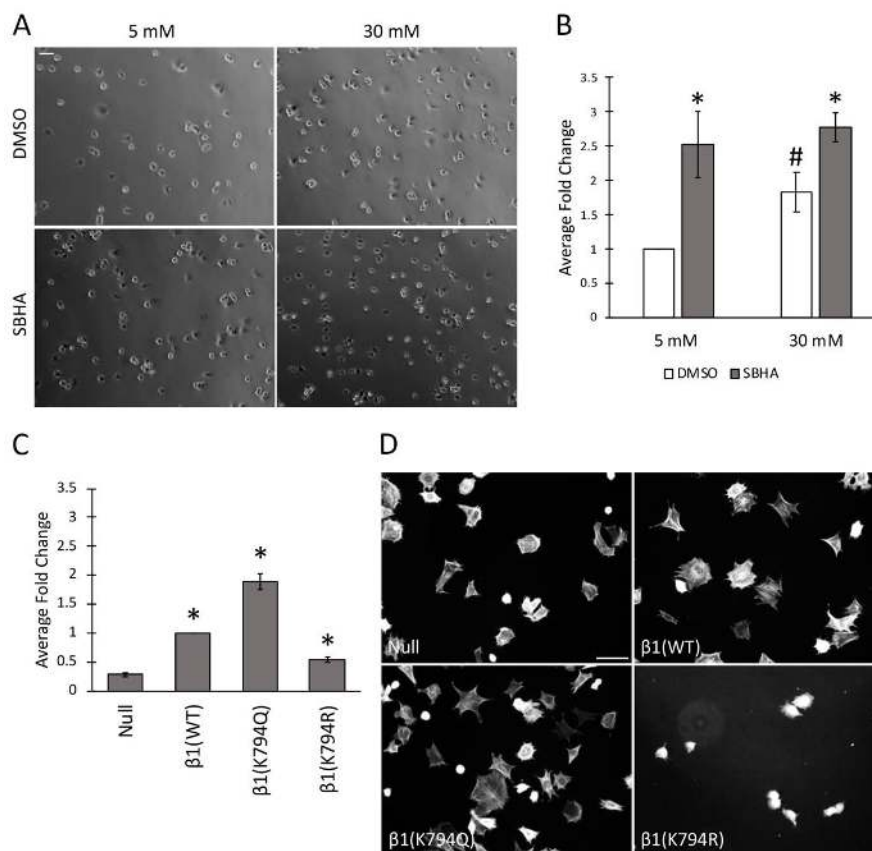 A
5 mM
30 mM
DMSO
SBHA
B
Average Fold Change
3.5
3
2.5
2
1.5
1
0.5
0
*
#
*
5 mM
30 mM
DMSO
SBHA
C
Average Fold Change
3.5
3
2.5
2
1.5
1
0.5
0
*
*
*
Null
β1(WT)
β1(K794Q)
β1(K794R)
D
Null
β1(WT)
β1(K794Q)
β1(K794R)